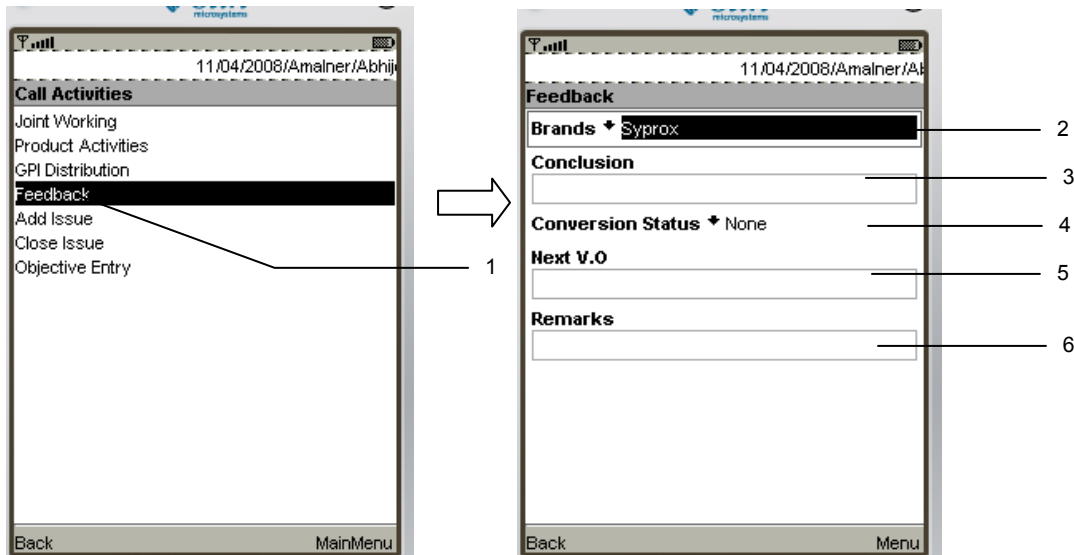 microsystems
11/04/2008/Amalner/Abhij
Call Activities
Joint Working
Product Activities
GPI Distribution
Feedback
Add Issue
Close Issue
Objective Entry
Back MainMenu
1
microsystems
11/04/2008/Amalner/A
Feedback
Brands Syprox
2
Conclusion
3
Conversion Status None
4
Next V.O
5
Remarks
6
Back Menu